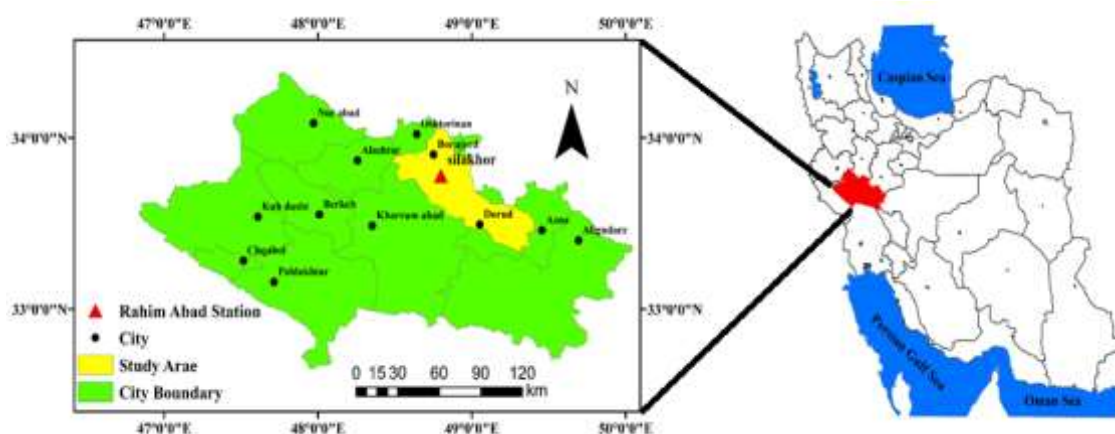 47°0'0"E 48°0'0"E 49°0'0"E 50°0'0"E
N
34°0'0"N 34°0'0"N
33°0'0"N 33°0'0"N
Nur abad
Oshtorinan
Borujerd
silakhor
Aleshtar
Kuh dasht
Khorram abad
Dorud
Azna
Aligudarz
Chqabol
Poldokhtar
Rahim Abad Station
City
Study Arae
City Boundary
0 15 30 60 90 120
km
47°0'0"E 48°0'0"E 49°0'0"E 50°0'0"E
Caspian Sea
Persian Gulf Sea
Oman Sea